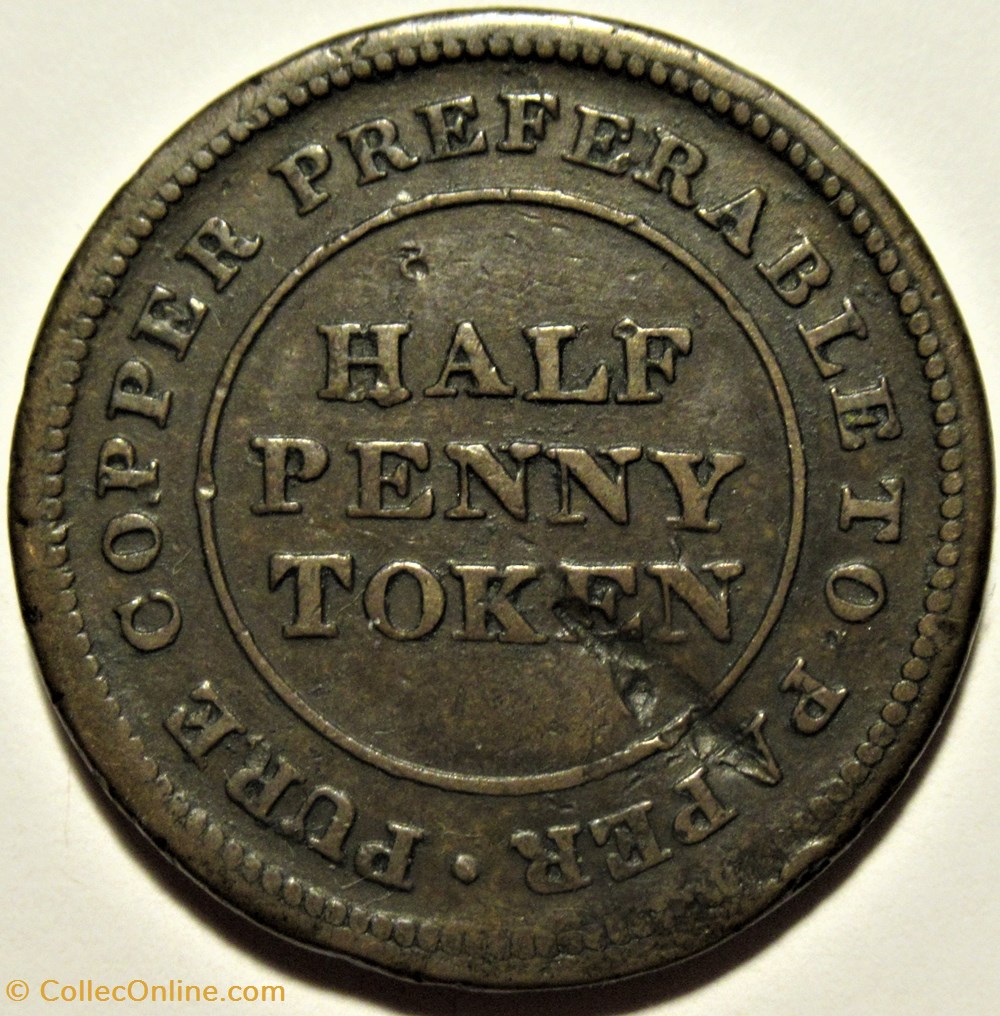 PURE COPPER PREFERABLE TO PAPER ·
HALF
PENNY
TOKEN
© CollecOnline.com